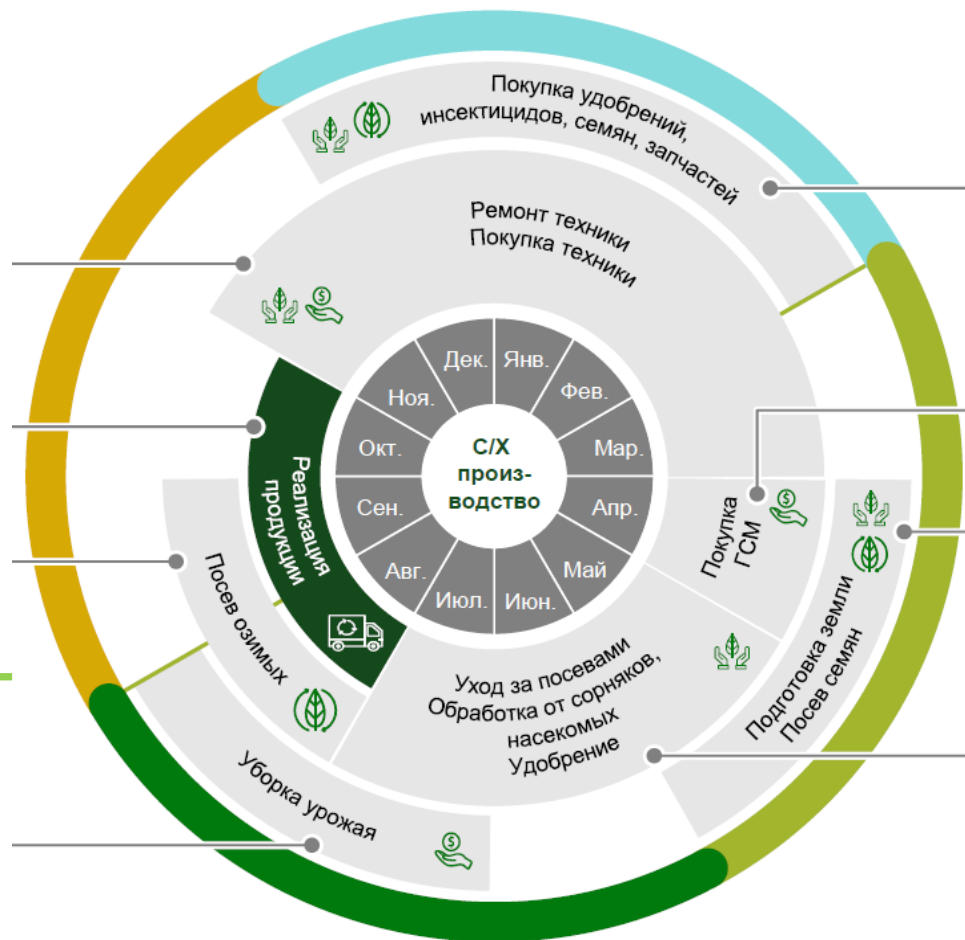 Покупка удобрений,
инсектицидов, семян, запчастей
Ремонт техники
Покупка техники
Дек.
Янв.
Ноя.
Фев.
Окт.
Мар.
С/Х
произ-
водство
Сен.
Апр.
Авг.
Май
Июл.
Июн.
Реализация
продукции
Покупка
ГСМ
Подготовка земли
Посев семян
Посев озимых
Уход за посевами
Обработка от сорняков,
насекомых
Удобрение
Уборка урожая